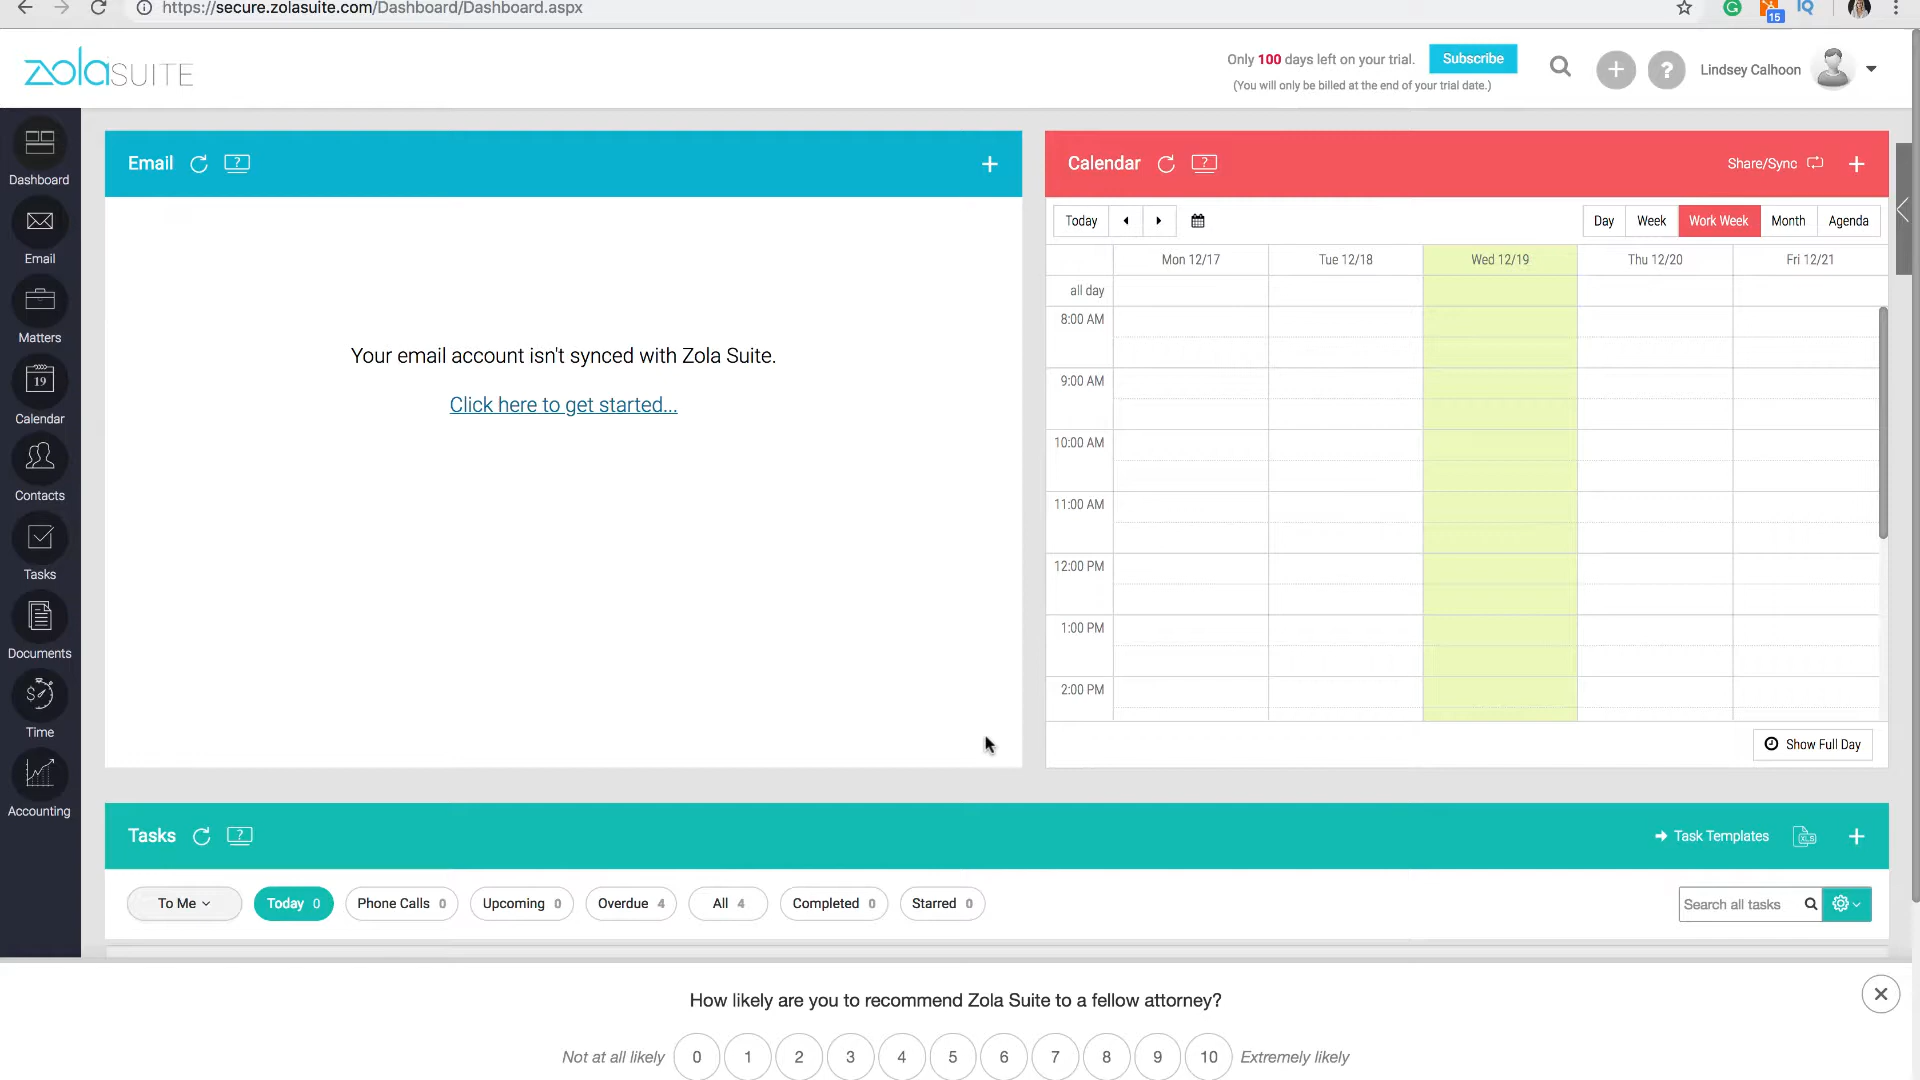 https://secure.zolasuite.com/Dashboard/Dashboard.aspx
15
IQ
zolaSUITE
Only 100 days left on your trial.
(You will only be billed at the end of your trial date.)
Subscribe
+
?
Lindsey Calhoon
Dashboard
Email
Matters
19
Calendar
Contacts
Tasks
Documents
Time
Accounting
Email ? +
Your email account isn't synced with Zola Suite.
Click here to get started...
Calendar ? Share/Sync +
Today Day Week Work Week Month Agenda
Mon 12/17 Tue 12/18 Wed 12/19 Thu 12/20 Fri 12/21
all day
8:00 AM
9:00 AM
10:00 AM
11:00 AM
12:00 PM
1:00 PM
2:00 PM
Show Full Day
Tasks ? Task Templates XLS +
To Me Today 0 Phone Calls 0 Upcoming 0 Overdue 4 All 4 Completed 0 Starred 0 Search all tasks
How likely are you to recommend Zola Suite to a fellow attorney?
Not at all likely 0 1 2 3 4 5 6 7 8 9 10 Extremely likely